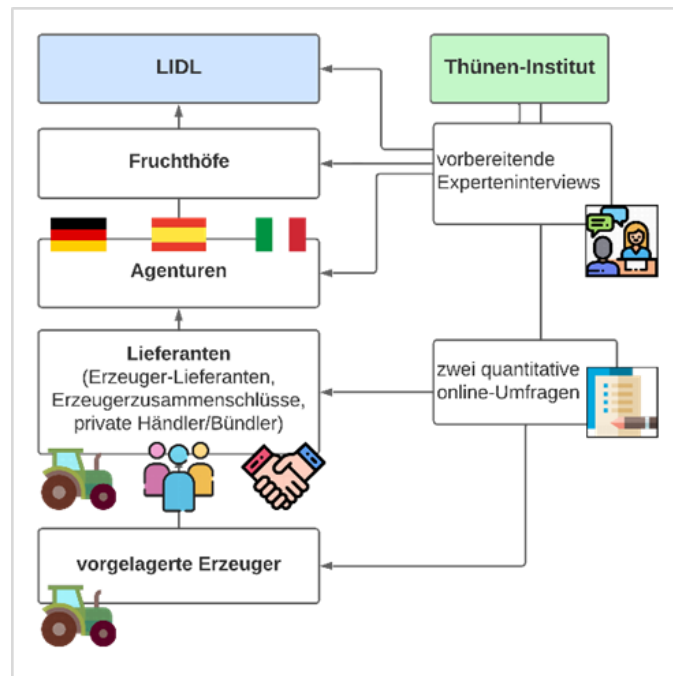 LIDL
Thünen-Institut
Fruchthöfe
vorbereitende
Experteninterviews
Agenturen
Lieferanten
(Erzeuger-Lieferanten,
Erzeugerzusammenschlüsse,
private Händler/Bündler)
zwei quantitative
online-Umfragen
vorgelagerte Erzeuger